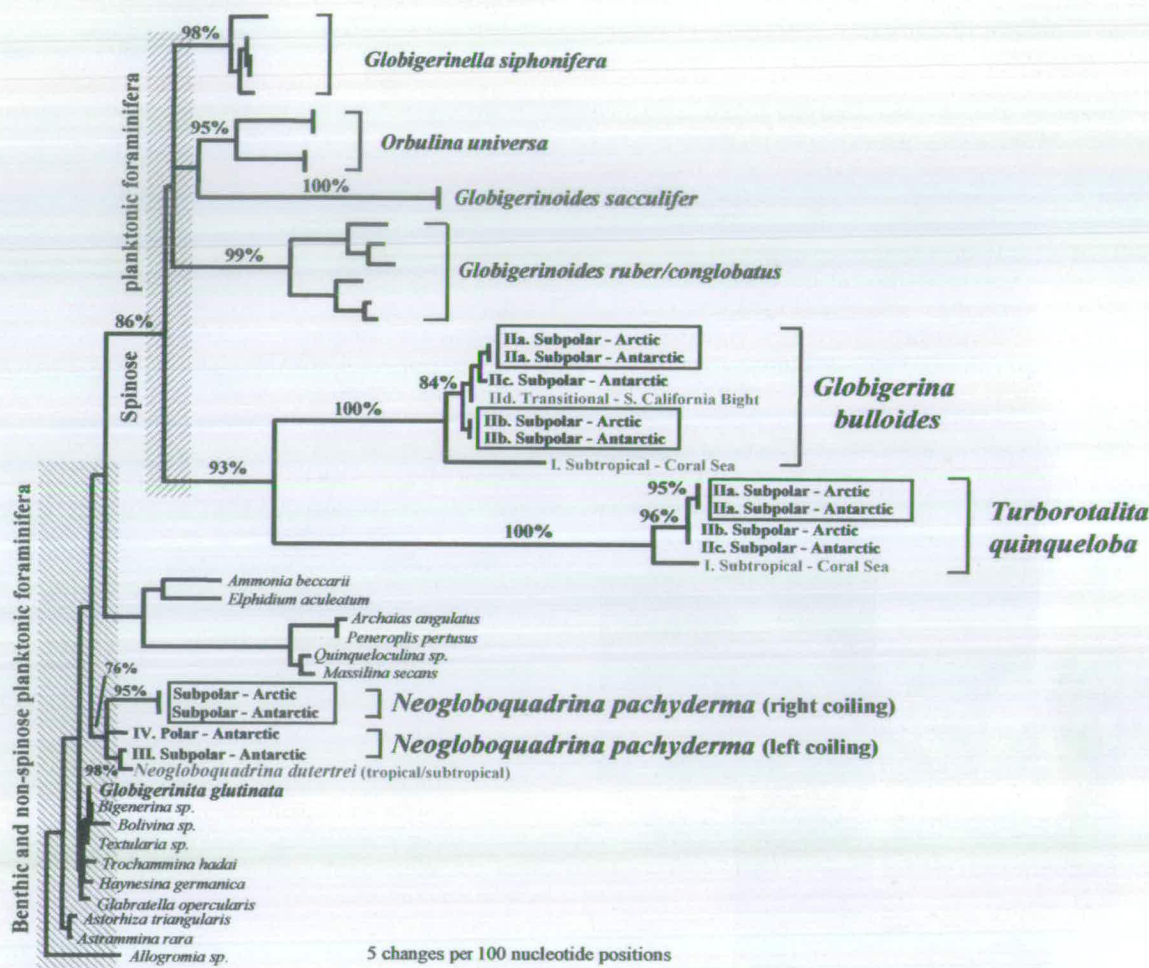 98%
Globigerinella siphonifera
95%
Orbulina universa
100%
Globigerinoides sacculifer
99%
Globigerinoides ruber/conglobatus
planktonic foraminifera
Spinose
86%
IIa. Subpolar - Arctic
IIa. Subpolar - Antarctic
84%
IIc. Subpolar - Antarctic
IId. Transitional - S. California Bight
100%
IIb. Subpolar - Arctic
IIb. Subpolar - Antarctic
I. Subtropical - Coral Sea
Globigerina
bulloides
93%
95%
IIa. Subpolar - Arctic
IIa. Subpolar - Antarctic
96%
IIb. Subpolar - Arctic
IIc. Subpolar - Antarctic
100%
I. Subtropical - Coral Sea
Turborotalita
quinqueloba
Benthic and non-spinose planktonic foraminifera
Ammonia beccarii
Elphidium aculeatum
Archaias angulatus
Peneroplis pertusus
Quinqueloculina sp.
Massilina secans
76%
95%
Subpolar - Arctic
Subpolar - Antarctic
Neogloboquadrina pachyderma (right coiling)
IV. Polar - Antarctic
III. Subpolar - Antarctic
Neogloboquadrina pachyderma (left coiling)
98%
Neogloboquadrina dutertrei (tropical/subtropical)
Globigerinita glutinata
Bigenerina sp.
Bolivina sp.
Textularia sp.
Trochammina hadai
Haynesina germanica
Glabratella opercularis
Astorhiza triangularis
Astrammina rara
Allogromia sp.
5 changes per 100 nucleotide positions